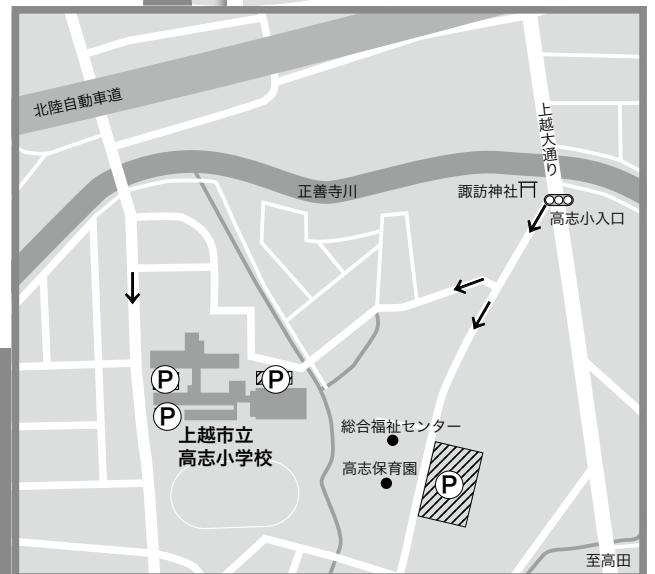 北陸自動車道
上越大通り
正善寺川
諏訪神社
高志小入口
P
P
P
上越市立
高志小学校
総合福祉センター
高志保育園
P
至高田